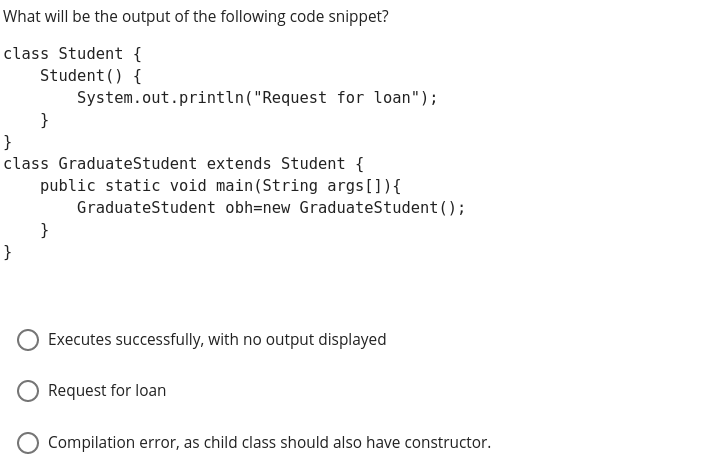 What will be the output of the following code snippet?
class Student {
    Student() {
        System.out.println("Request for loan");
    }
}
class GraduateStudent extends Student {
    public static void main(String args[]){
        GraduateStudent obh=new GraduateStudent();
    }
}
Executes successfully, with no output displayed
Request for loan
Compilation error, as child class should also have constructor.